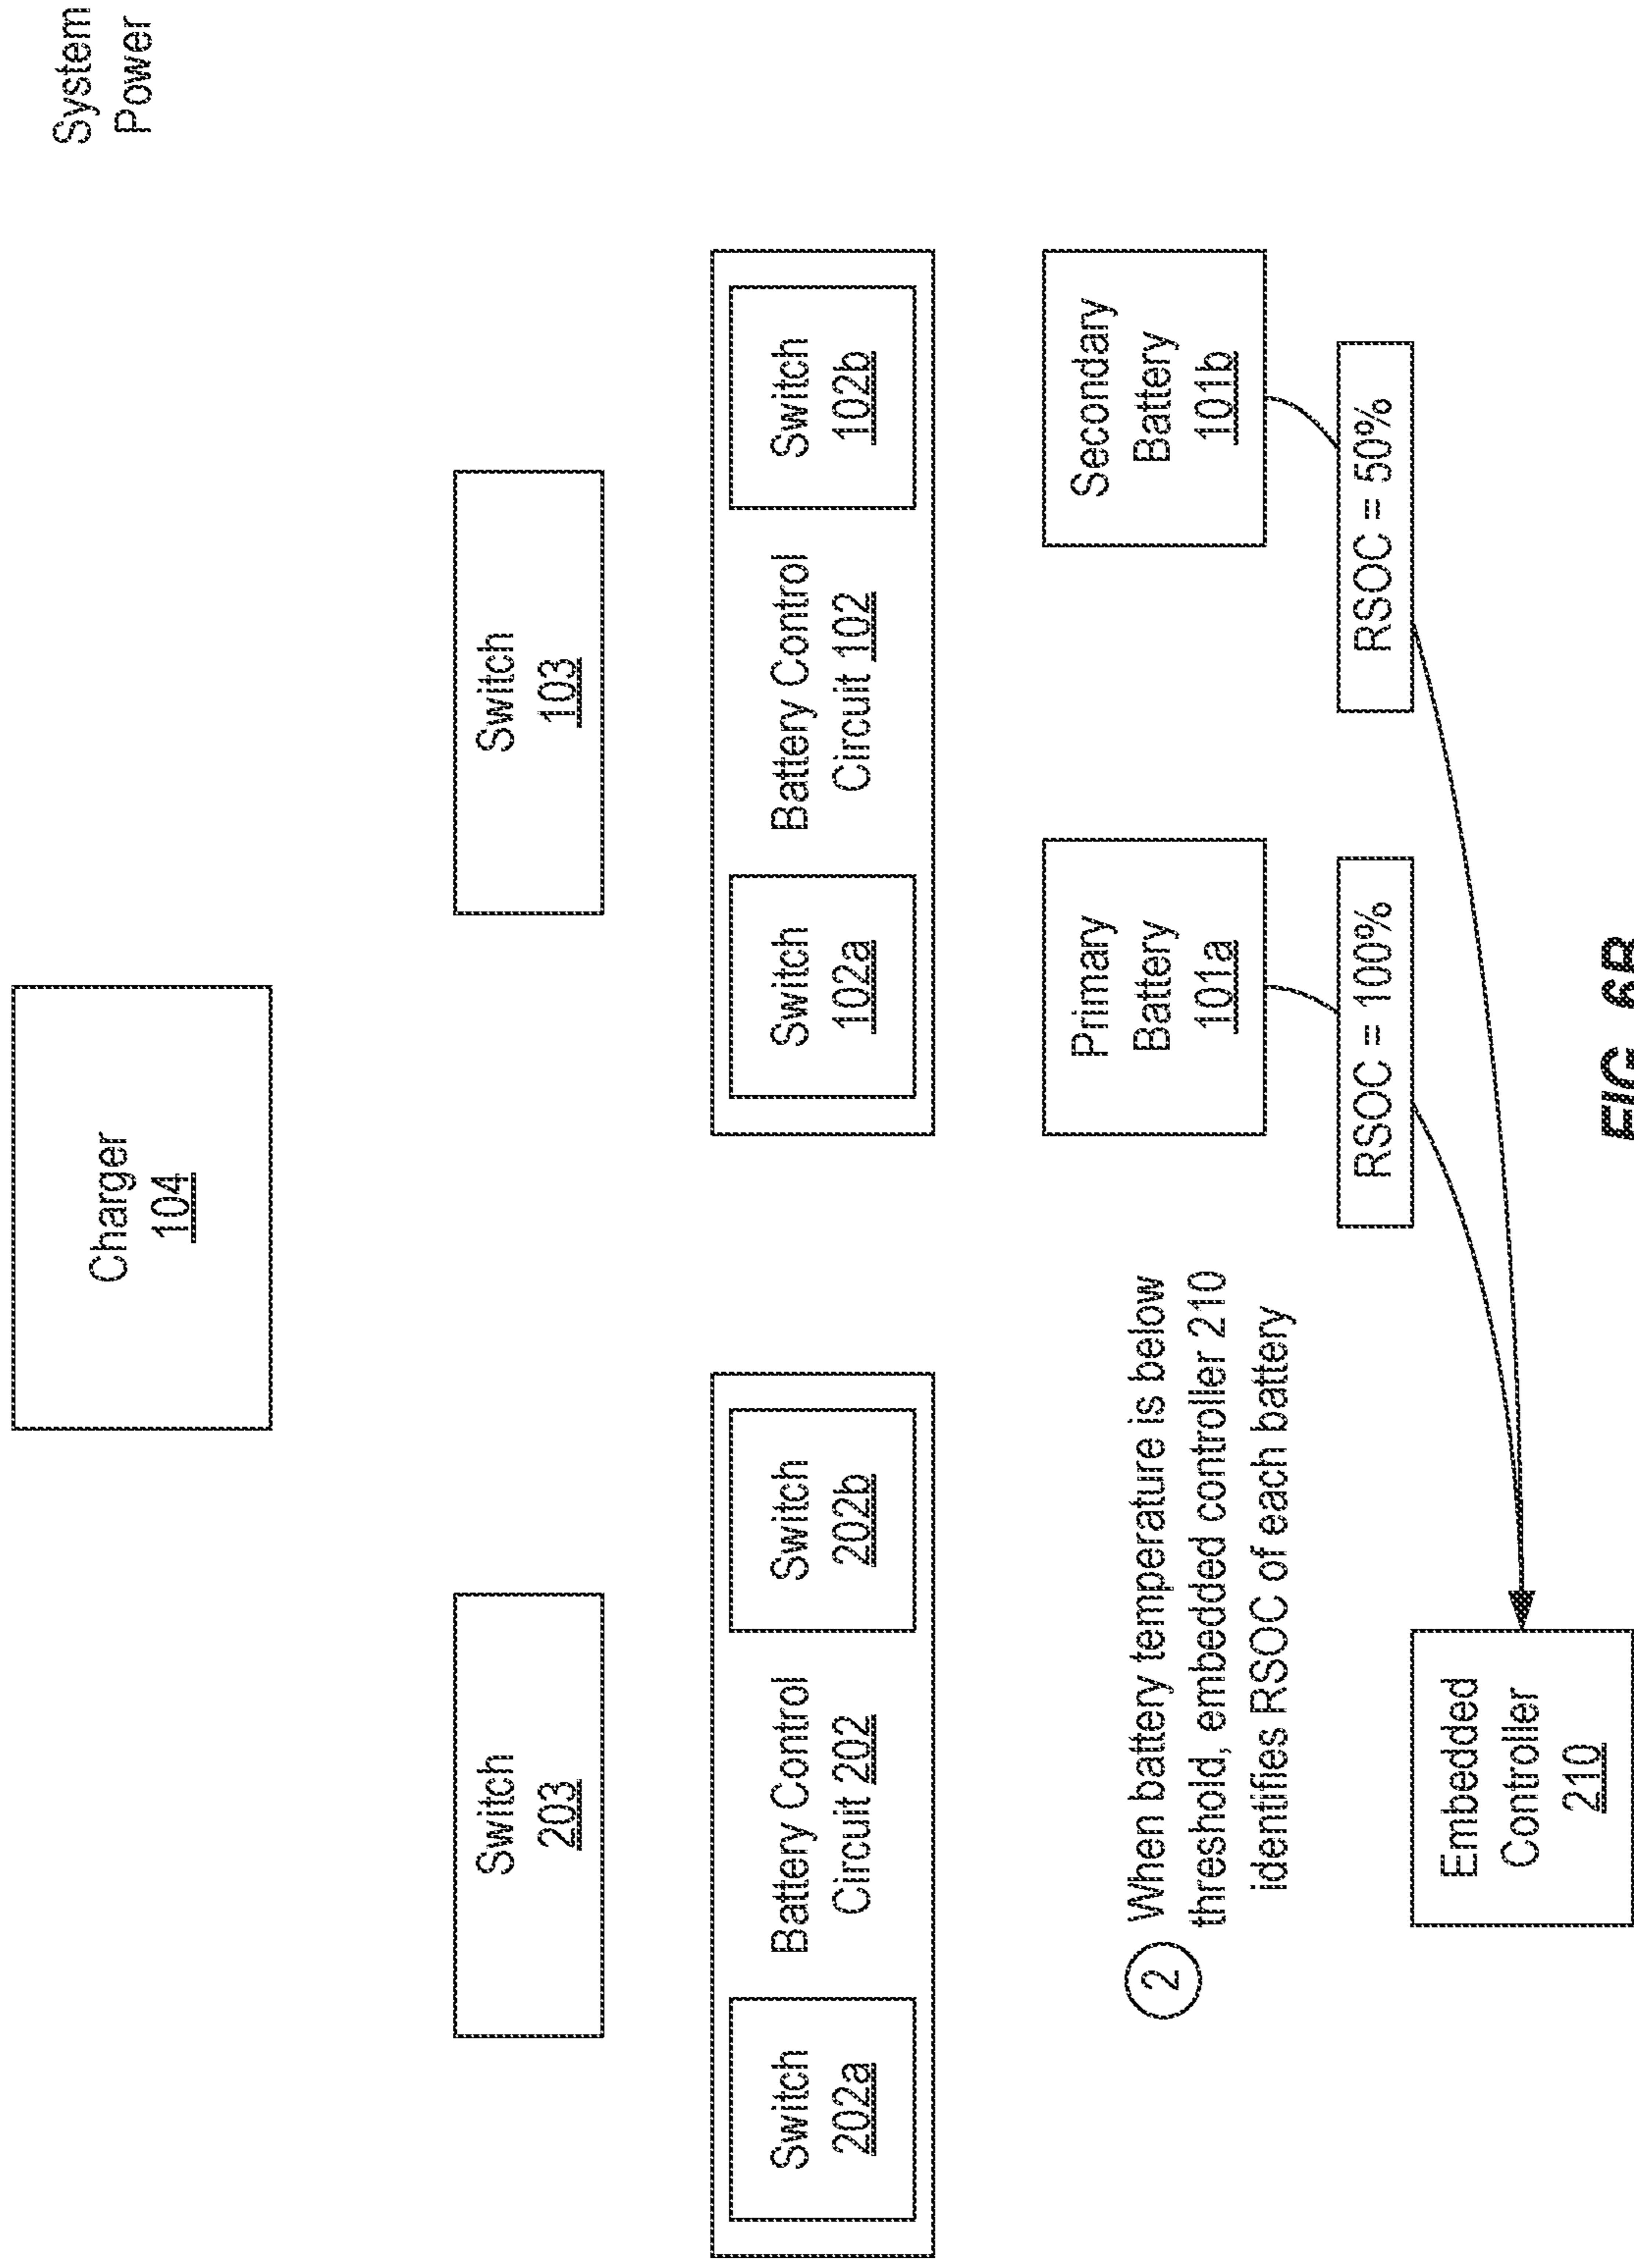 System
Power
Charger
104
Switch
203
Switch
103
Switch
202a
Battery Control
Circuit 202
Switch
202b
Switch
102a
Battery Control
Circuit 102
Switch
102b
2
When battery temperature is below
threshold, embedded controller 210
identifies RSOC of each battery
Primary
Battery
101a
Secondary
Battery
101b
RSOC = 100%
RSOC = 50%
Embedded
Controller
210
FIG. 6B